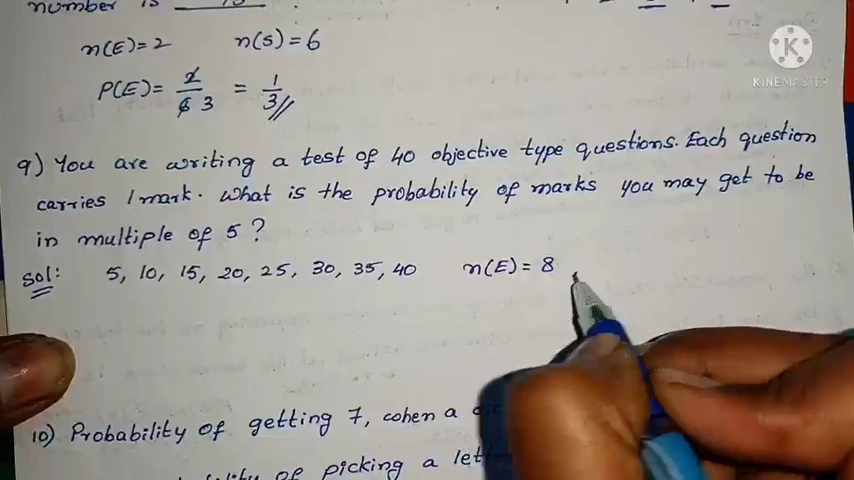 number is
n(E)=2 n(S)=6
P(E)= 2/6 3 = 1/3 //
K
KINEMASTER
9) You are writing a test of 40 objective type questions. Each question
carries 1 mark. What is the probability of marks you may get to be
in multiple of 5 ?
Sol: 5, 10, 15, 20, 25, 30, 35, 40 n(E)= 8
10) Probability of getting 7, when a
of picking a